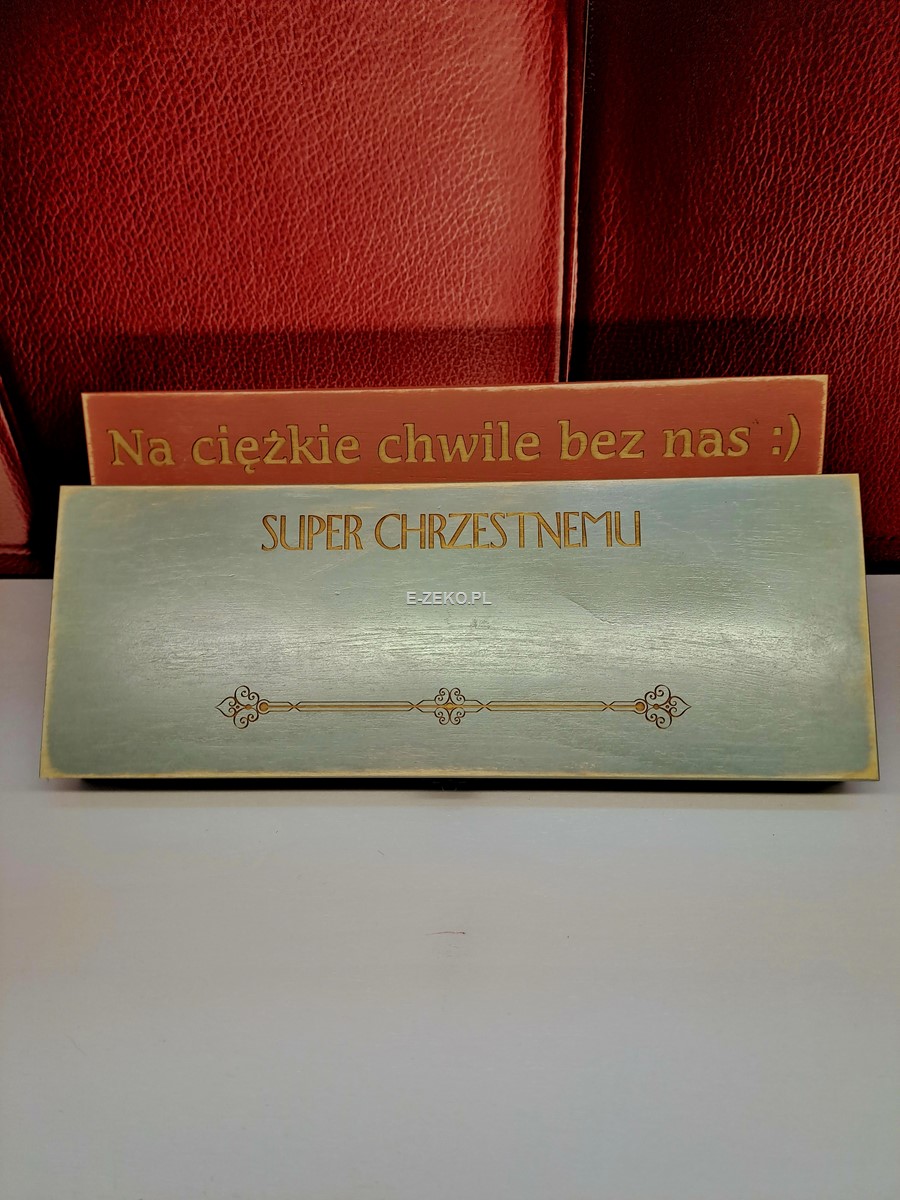 Na ciężkie chwile bez nas :)
SUPER CHRZESTNEMU
E-ZEKO.PL